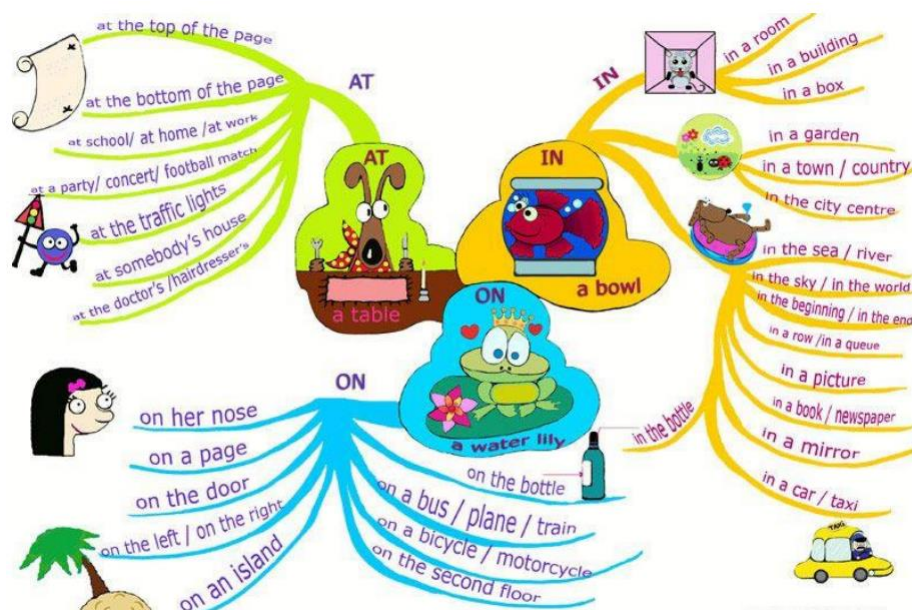 AT
at the top of the page
at the bottom of the page
at school/ at home /at work
at a party/ concert/ football match
at the traffic lights
at somebody's house
at the doctor's /hairdresser's
AT
a table
IN
a bowl
IN
in a room
in a building
in a box
in a garden
in a town / country
in the city centre
in the sea / river
in the sky / in the world
in the beginning / in the end
in a row /in a queue
in a picture
in a book / newspaper
in a mirror
in a car / taxi
in the bottle
TAXI
ON
a water lily
ON
on her nose
on a page
on the door
on the left / on the right
on an island
on the bottle
on a bus / plane / train
on a bicycle / motorcycle
on the second floor